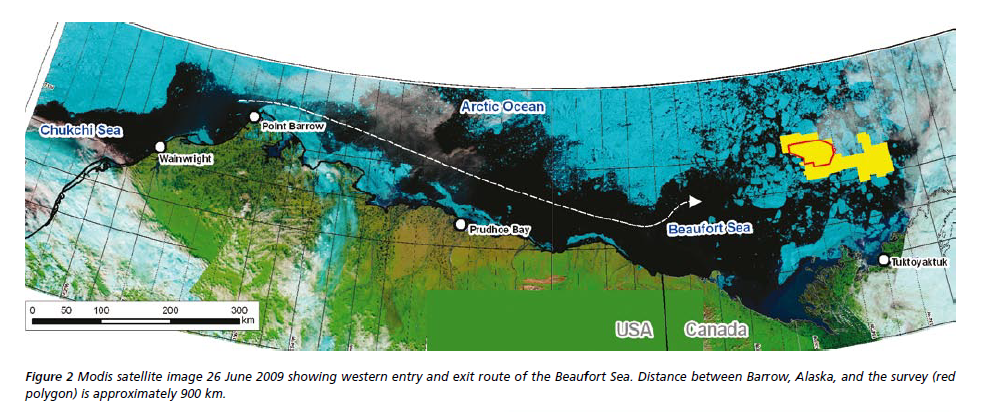 Arctic Ocean
Chukchi Sea
Point Barrow
Wainwright
Prudhoe Bay
Beaufort Sea
Tuktoyaktuk
0 50 100 200 300
km
USA Canada
Figure 2 Modis satellite image 26 June 2009 showing western entry and exit route of the Beaufort Sea. Distance between Barrow, Alaska, and the survey (red
polygon) is approximately 900 km.